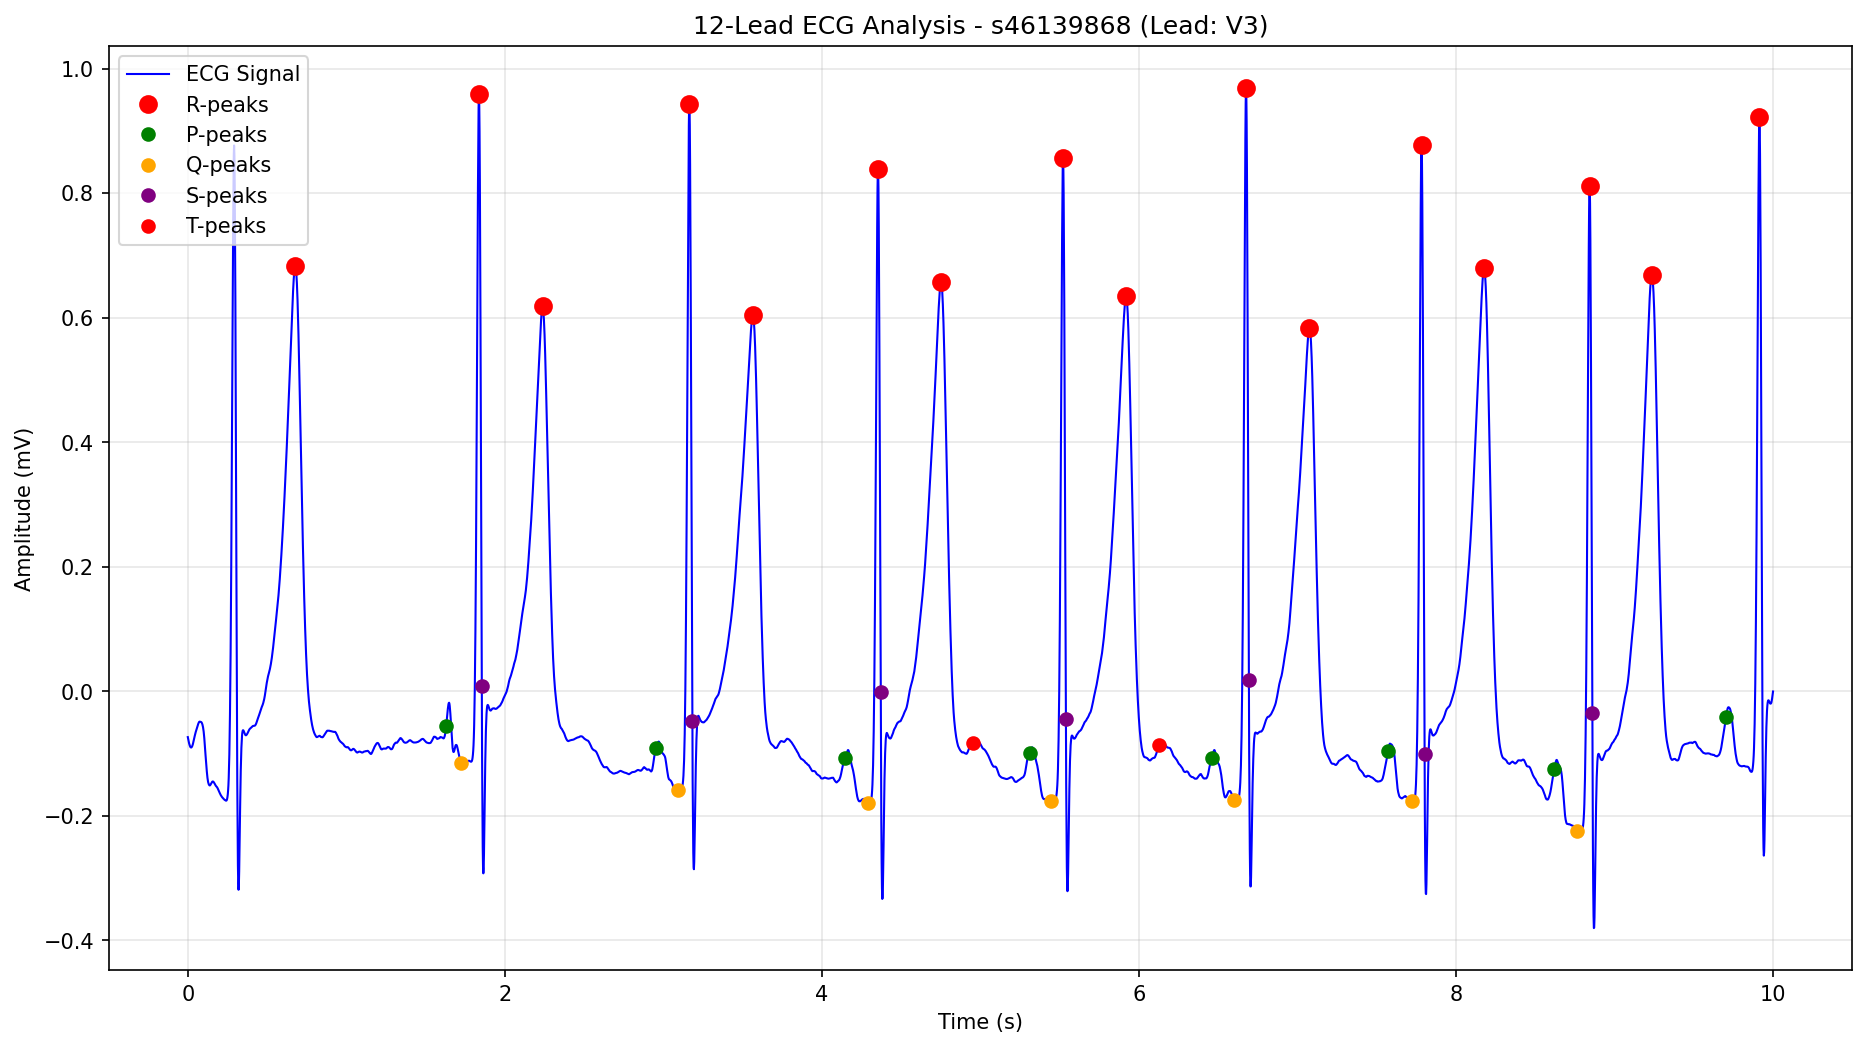 12-Lead ECG Analysis - s46139868 (Lead: V3)
ECG Signal
R-peaks
P-peaks
Q-peaks
S-peaks
T-peaks
1.0
0.8
0.6
0.4
0.2
0.0
−0.2
−0.4
Amplitude (mV)
0 2 4 6 8 10
Time (s)